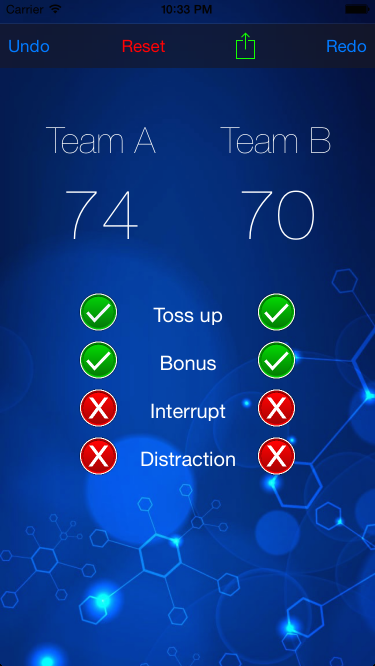 Carrier 10:33 PM
Undo Reset Redo
Team A Team B
74 70
Toss up
Bonus
X Interrupt X
X Distraction X